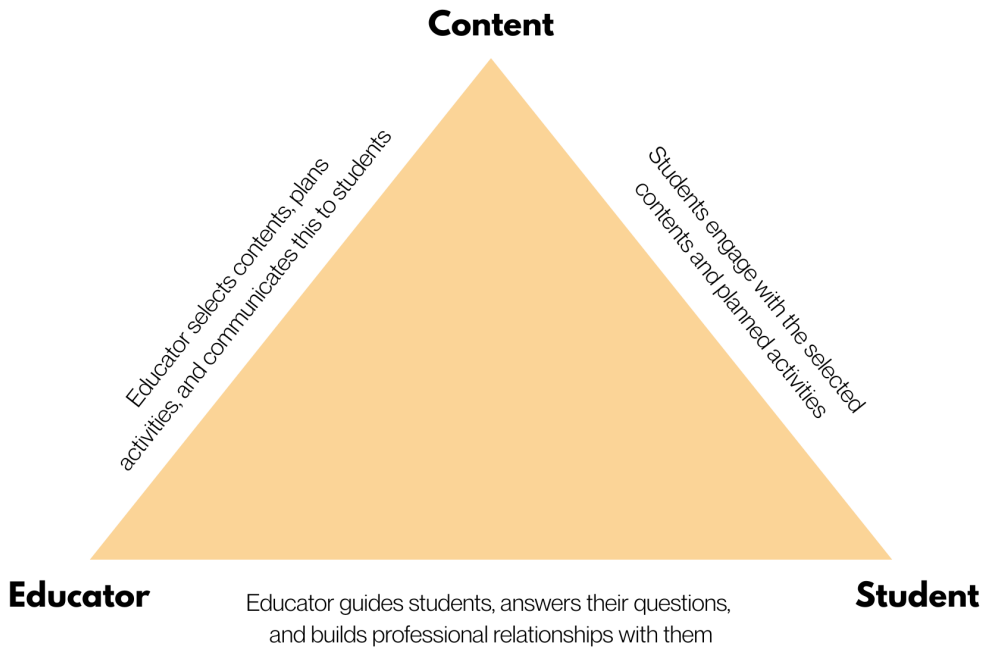 Content
Educator selects contents, plans
activities, and communicates this to students
Students engage with the selected
contents and planned activities
Educator
Student
Educator guides students, answers their questions,
and builds professional relationships with them